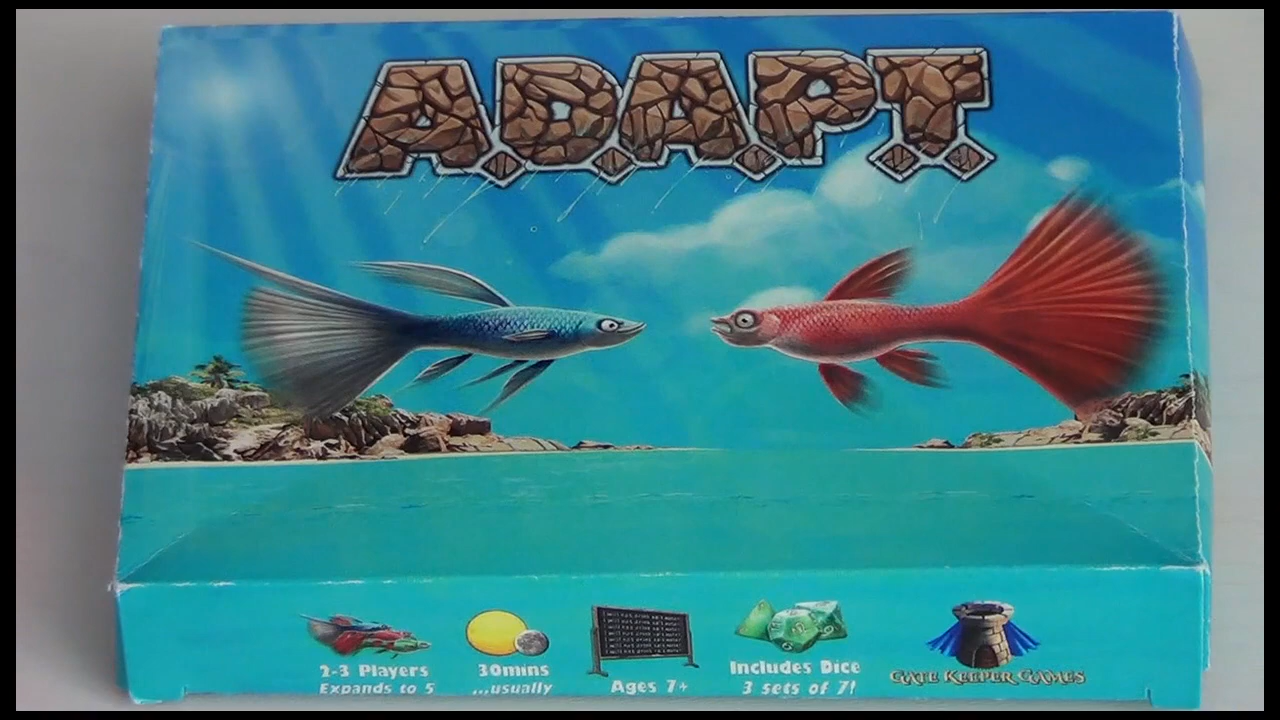 A.D.A.P.T.
2-3 Players
Expands to 5
30mins
...usually
Ages 7+
Includes Dice
3 sets of 7!
GATE KEEPER GAMES